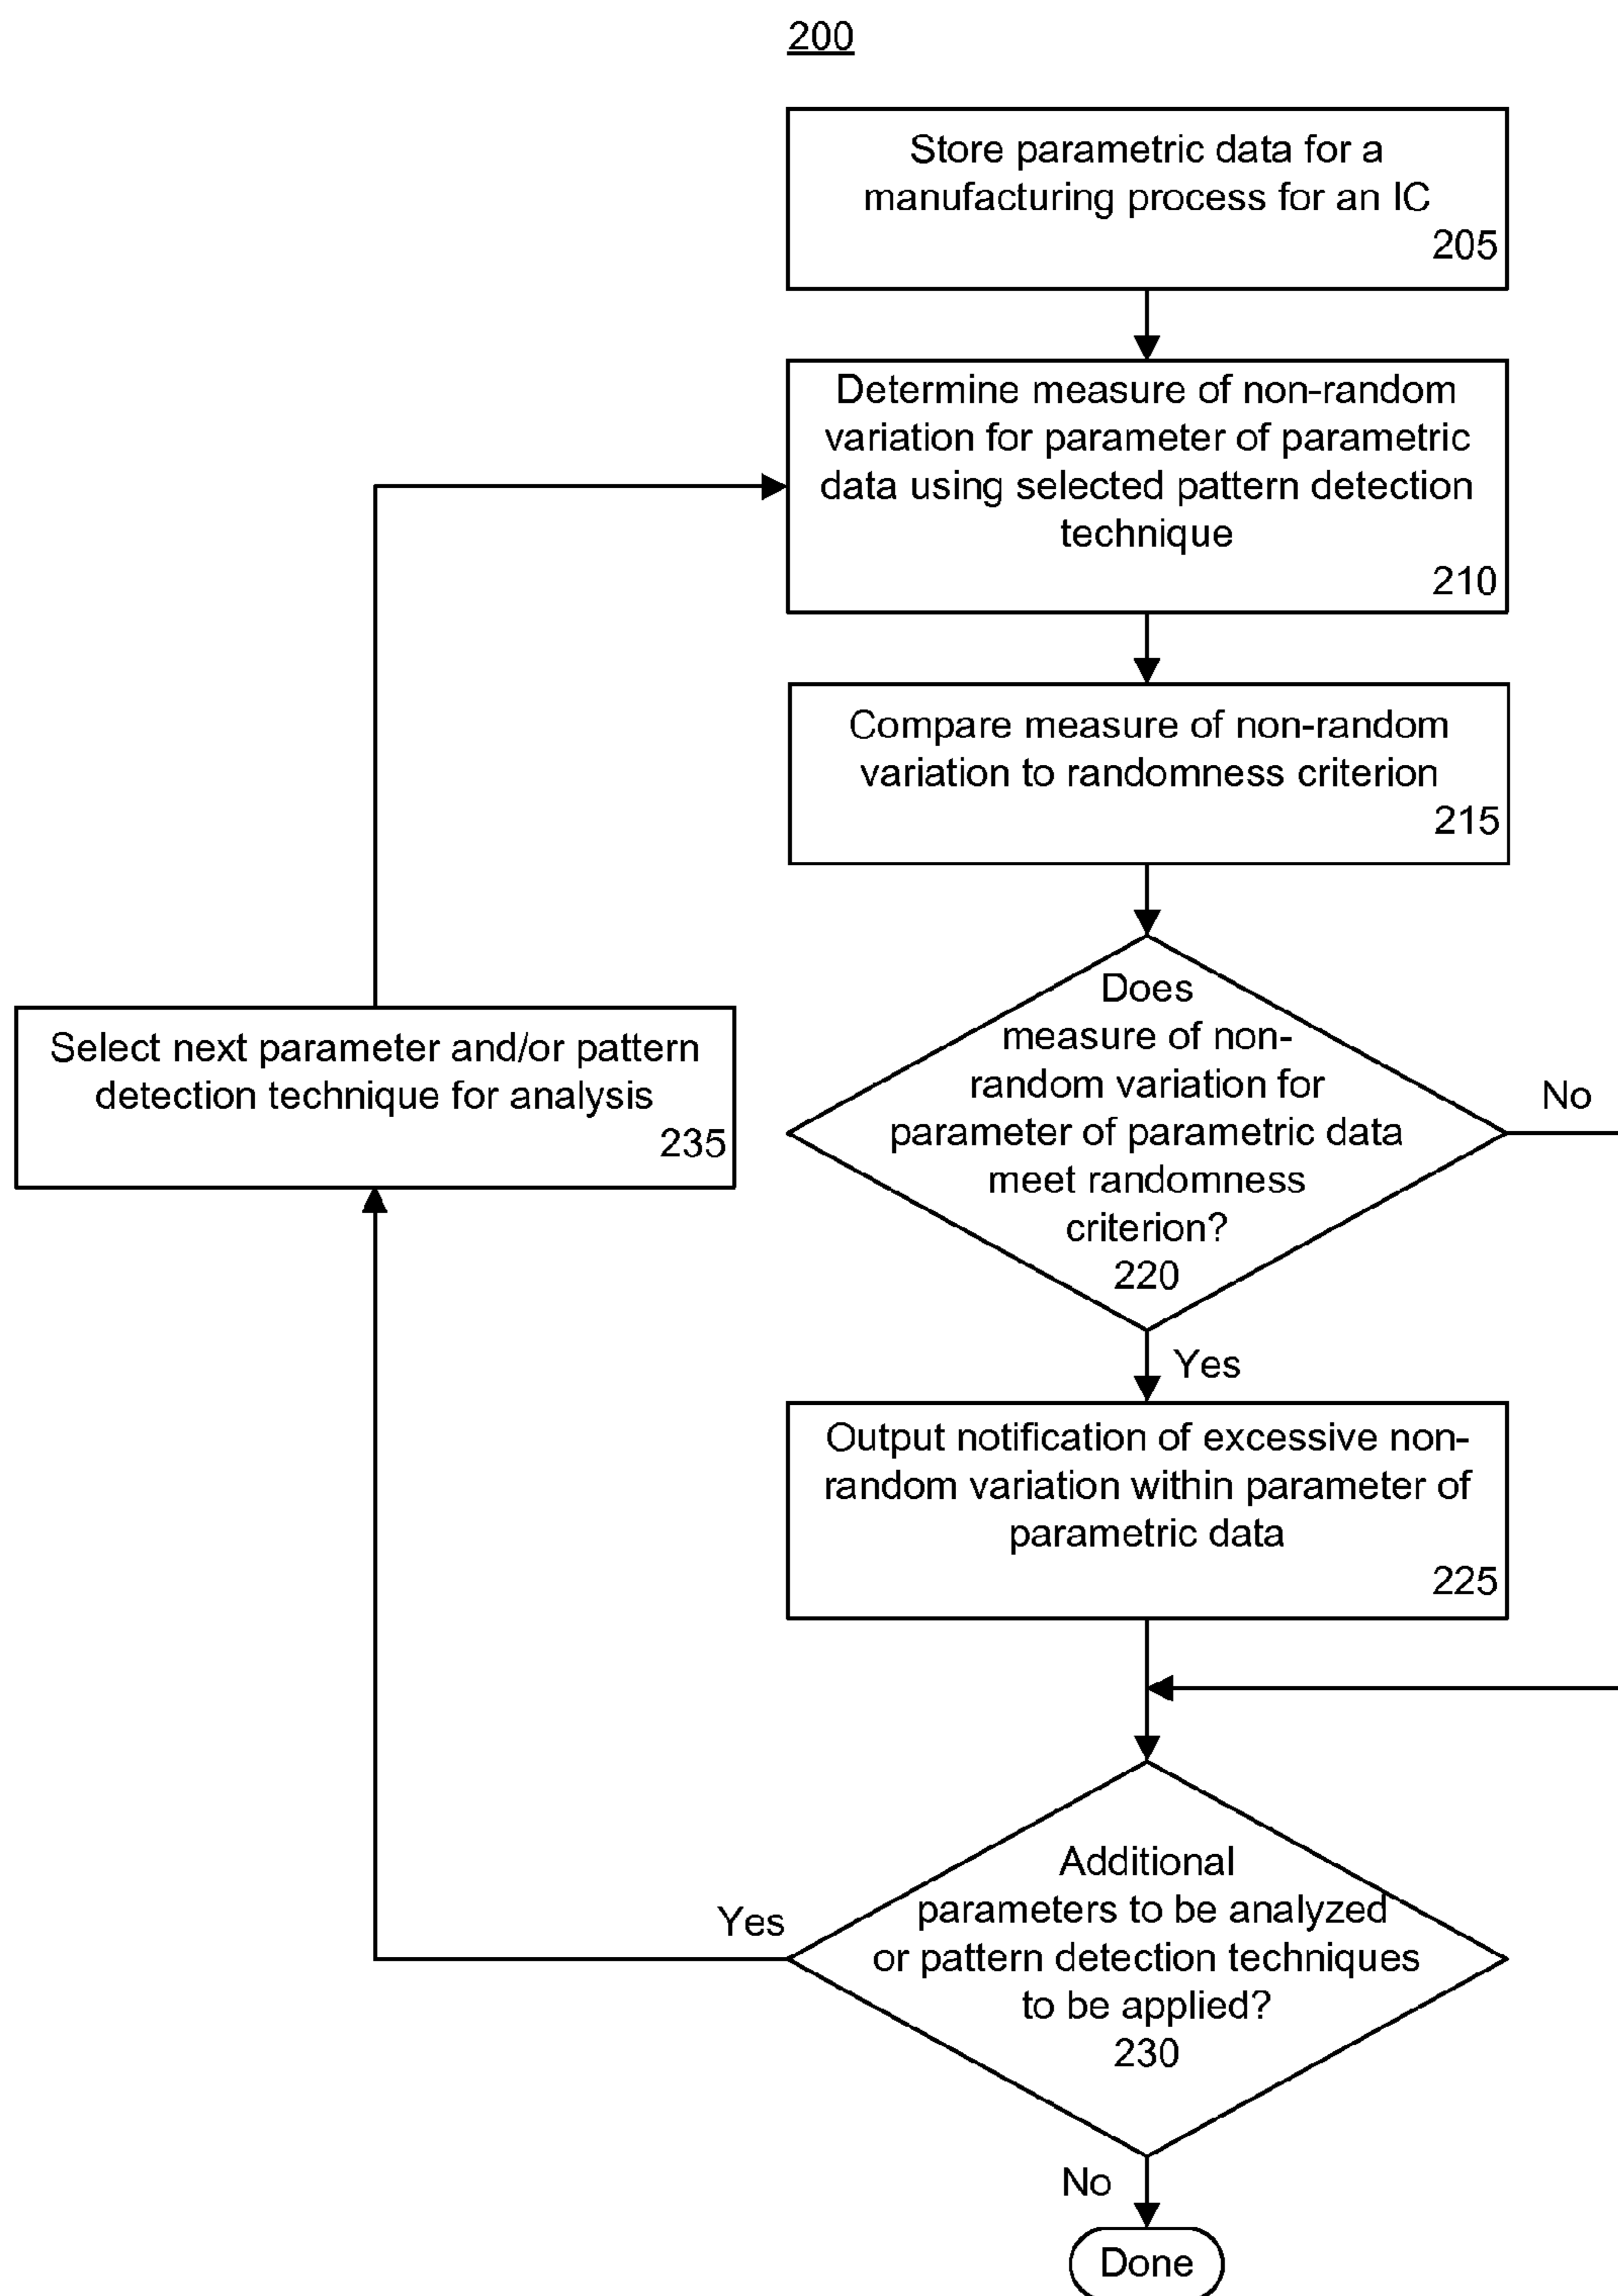 200
Store parametric data for a
manufacturing process for an IC
205
Determine measure of non-random
variation for parameter of parametric
data using selected pattern detection
technique
210
Compare measure of non-random
variation to randomness criterion
215
Does
measure of non-
random variation for
parameter of parametric data
meet randomness
criterion?
220
No
Select next parameter and/or pattern
detection technique for analysis
235
Yes
Output notification of excessive non-
random variation within parameter of
parametric data
225
Additional
parameters to be analyzed
or pattern detection techniques
to be applied?
230
Yes
No
Done